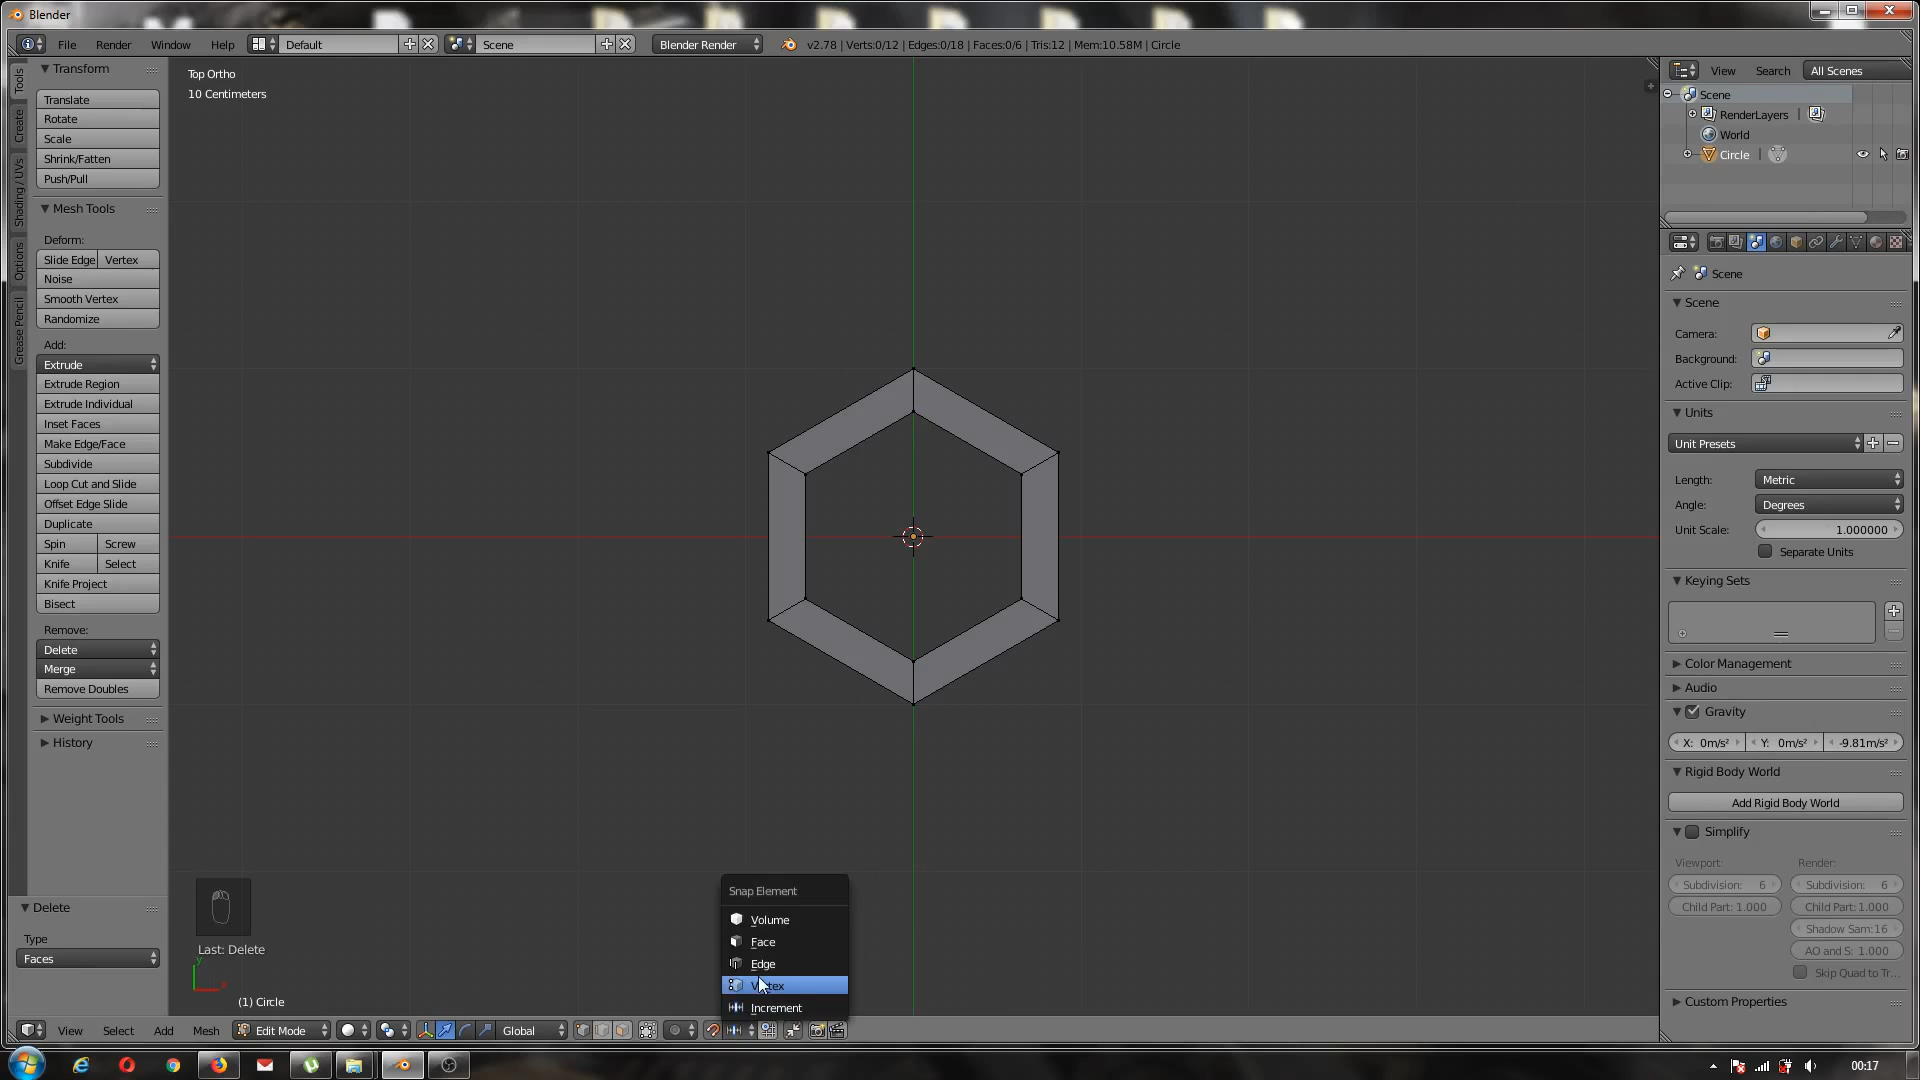 Blender
File Render Window Help Default Scene Blender Render v2.78 | Verts:0/12 | Edges:0/18 | Faces:0/6 | Tris:12 | Mem:10.58M | Circle
Tools
Create
Shading / UVs
Options
Grease Pencil
Transform
Translate
Rotate
Scale
Shrink/Fatten
Push/Pull
Mesh Tools
Deform:
Slide Edge Vertex
Noise
Smooth Vertex
Randomize
Add:
Extrude
Extrude Region
Extrude Individual
Inset Faces
Make Edge/Face
Subdivide
Loop Cut and Slide
Offset Edge Slide
Duplicate
Spin Screw
Knife Select
Knife Project
Bisect
Remove:
Delete
Merge
Remove Doubles
Weight Tools
History
Delete
Type
Faces
Top Ortho
10 Centimeters
Last: Delete
y
(1) Circle
Snap Element
Volume
Face
Edge
Increment
View Select Add Mesh Edit Mode Global
View Search All Scenes
Scene
RenderLayers |
World
Circle |
Scene
Scene
Camera:
Background:
Active Clip:
Units
Unit Presets
Length: Metric
Angle: Degrees
Unit Scale: 1.000000
Separate Units
Keying Sets
Color Management
Audio
Gravity
X: 0m/s² Y: 0m/s² -9.81m/s²
Rigid Body World
Add Rigid Body World
Simplify
Viewport: Render:
Subdivision: 6 Subdivision: 6
Child Part: 1.000 Child Part: 1.000
Shadow Sam:16
AO and S: 1.000
Skip Quad to Tr...
Custom Properties
00:17